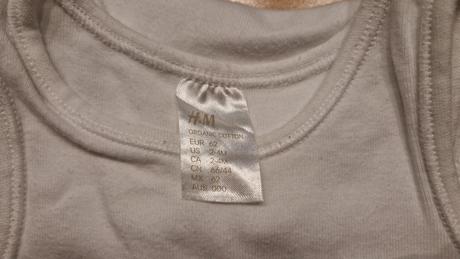 H&M
ORGANIC COTTON
EUR 62
US 2-4M
CA 2-4M
CN 66/44
MX 62
AUS 000